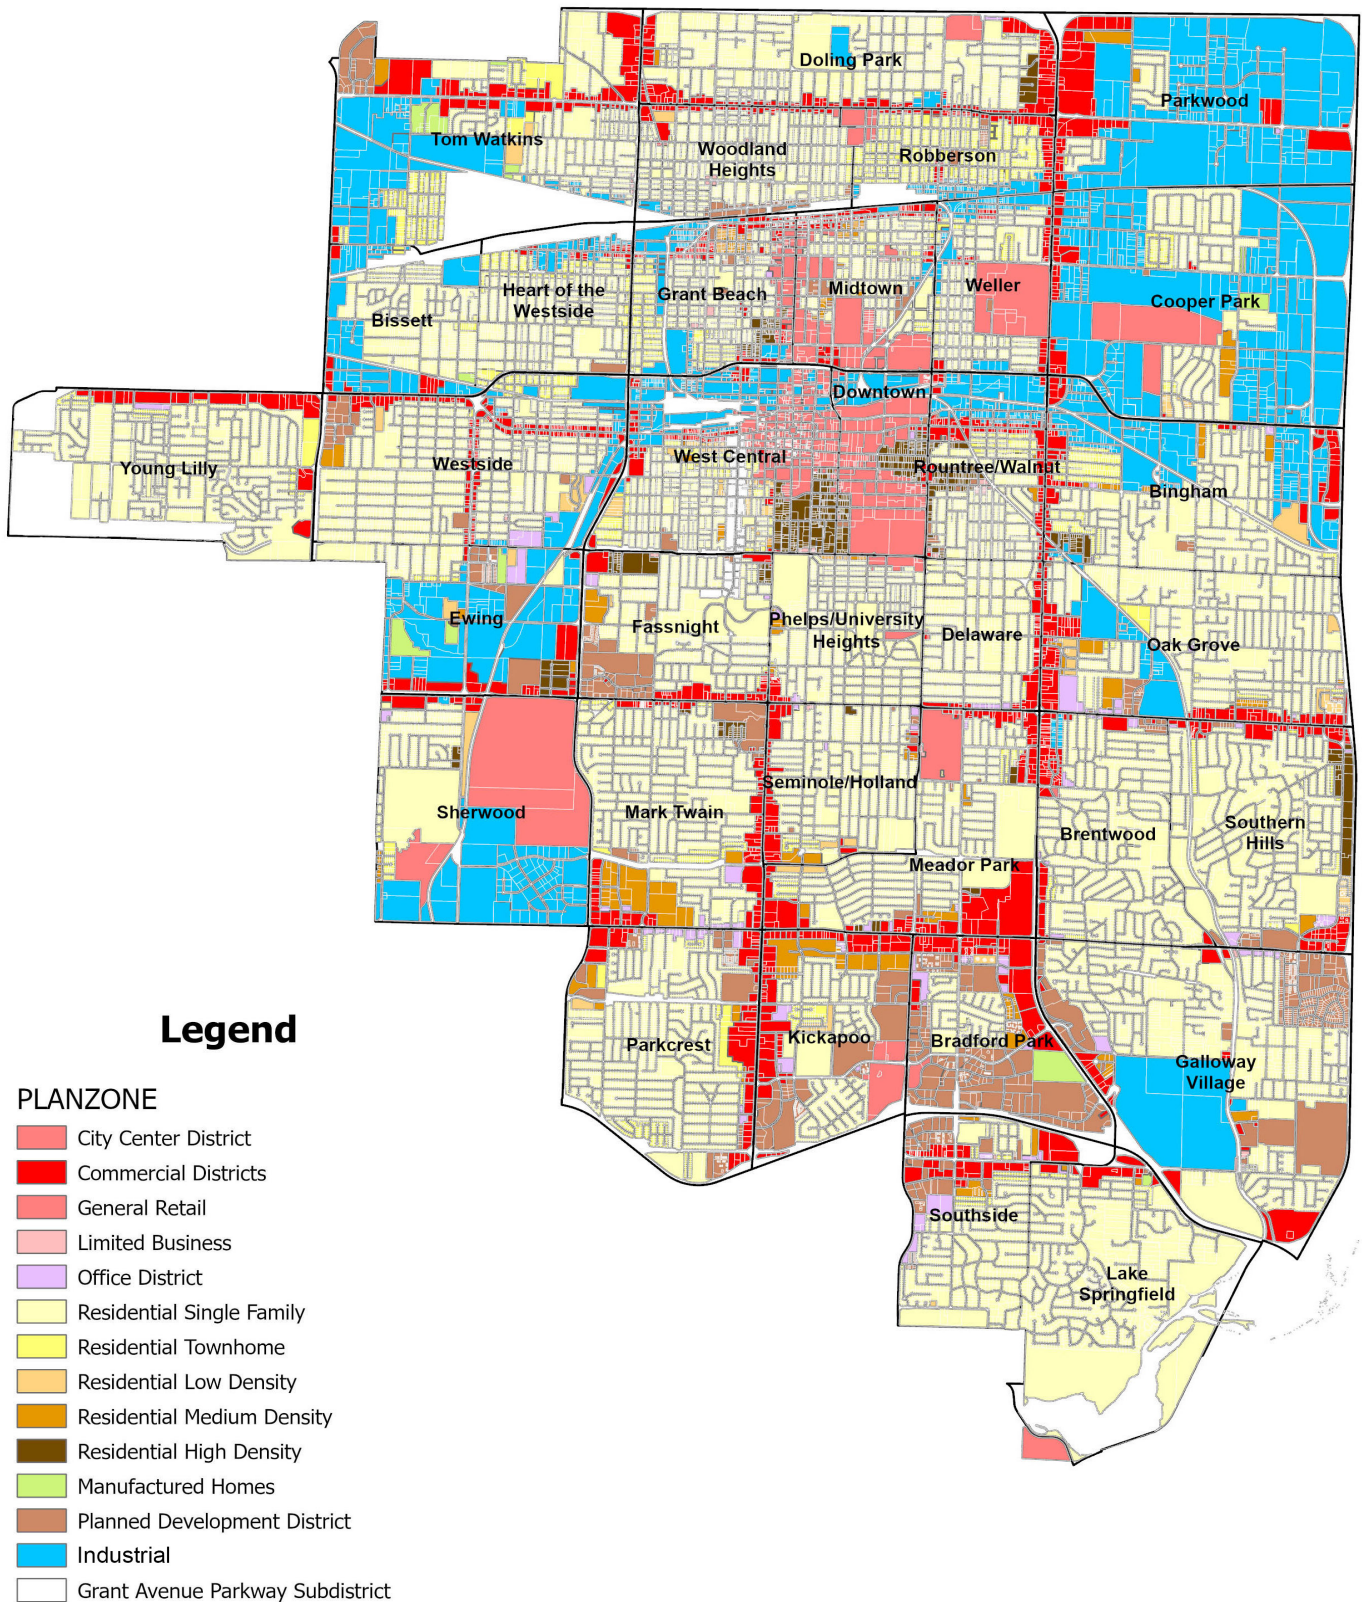 Doling Park
Parkwood
Tom Watkins
Woodland
Heights
Robberson
Heart of the
Westside
Grant Beach
Midtown
Weller
Cooper Park
Bissett
Downtown
Young Lilly
Westside
West Central
Rountree/Walnut
Bingham
Ewing
Fassnight
Phelps/University
Heights
Delaware
Oak Grove
Sherwood
Mark Twain
Seminole/Holland
Brentwood
Southern
Hills
Meador Park
Parkcrest
Kickapoo
Bradford Park
Galloway
Village
Southside
Lake
Springfield
Legend
PLANZONE
City Center District
Commercial Districts
General Retail
Limited Business
Office District
Residential Single Family
Residential Townhome
Residential Low Density
Residential Medium Density
Residential High Density
Manufactured Homes
Planned Development District
Industrial
Grant Avenue Parkway Subdistrict